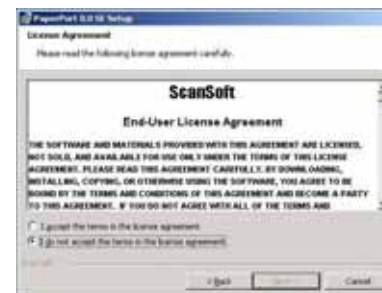 PaperPort 8.0 SE Setup
License Agreement
Please read the following license agreement carefully.
ScanSoft
End-User License Agreement
THE SOFTWARE AND MATERIALS PROVIDED WITH THIS AGREEMENT ARE LICENSED,
NOT SOLD, AND AVAILABLE FOR USE ONLY UNDER THE TERMS OF THIS LICENSE
AGREEMENT. PLEASE READ THIS AGREEMENT CAREFULLY. BY DOWNLOADING,
INSTALLING, COPYING, OR OTHERWISE USING THE SOFTWARE, YOU AGREE TO BE
BOUND BY THE TERMS AND CONDITIONS OF THIS AGREEMENT AND BECOME A PARTY
TO THIS AGREEMENT. IF YOU DO NOT AGREE WITH ALL OF THE TERMS AND
I accept the terms in the license agreement
I do not accept the terms in the license agreement
< Back
Cancel